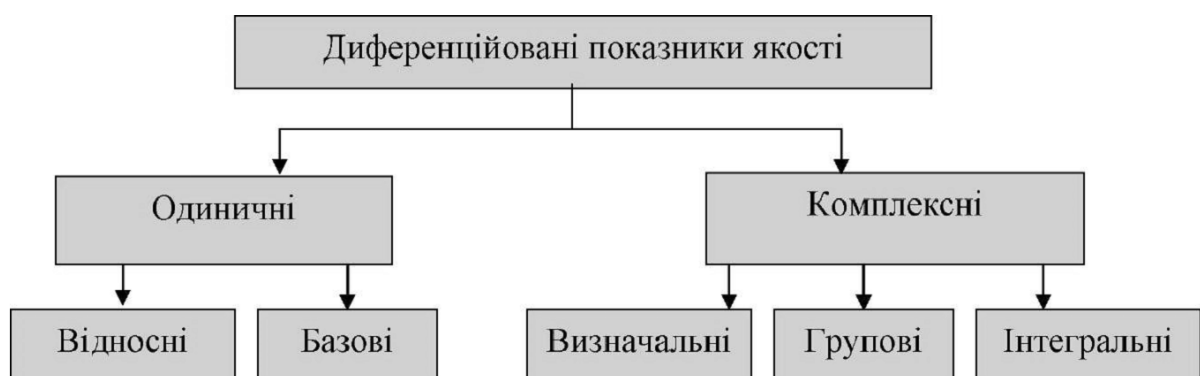 Диференційовані показники якості
Одиничні
Комплексні
Відносні
Базові
Визначальні
Групові
Інтегральні